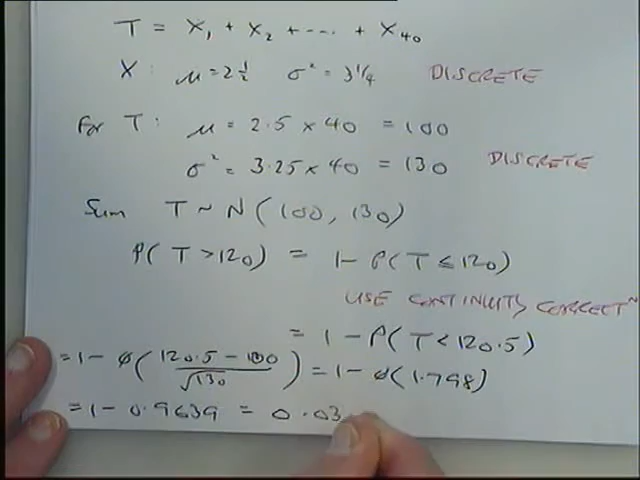 T = X₁ + X₂ + .... + X₄₀
X : μ = 2½ σ² = 3¼ DISCRETE
For T : μ = 2.5 × 40 = 100
σ² = 3.25 × 40 = 130 DISCRETE
T ~ N ( 100 , 130 )
P( T > 120 ) = 1 - P( T ≤ 120 )
USE CONTINUITY CORRECTᴺ
= 1 - P( T < 120.5 )
= 1 - φ( (120.5 - 100)/√130 ) = 1 - φ( 1.798 )
= 1 - 0.9639 = 0.03